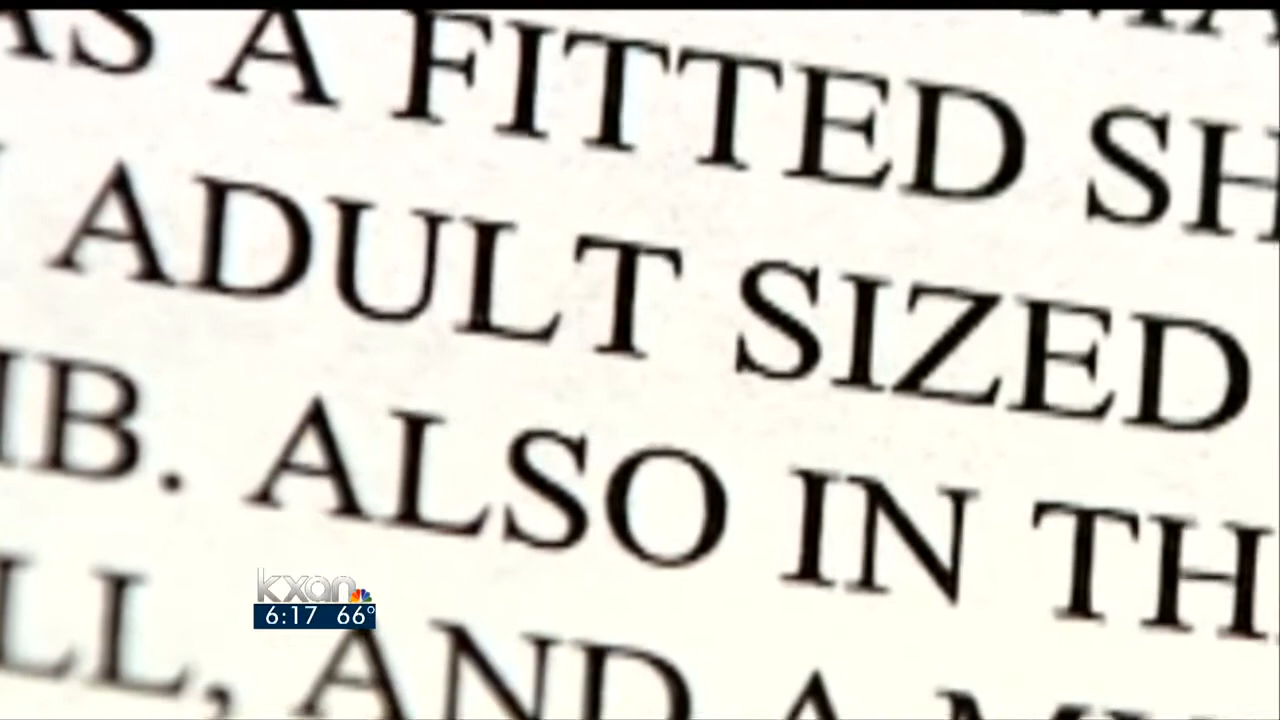 AS A FITTED SH
ADULT SIZED
IB. ALSO IN TH
LL, AND A
kxan
6:17 66°